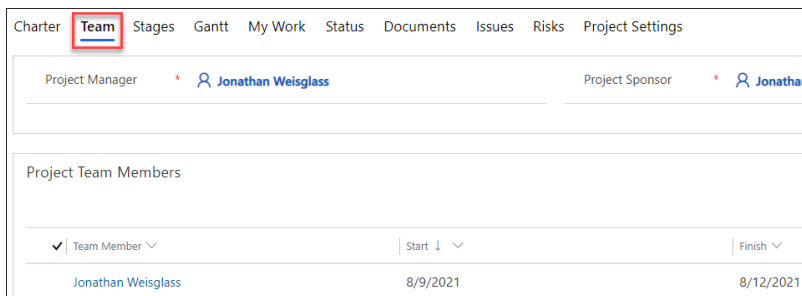 Charter Team Stages Gantt My Work Status Documents Issues Risks Project Settings
Project Manager * Jonathan Weisglass Project Sponsor *
Project Team Members
Team Member Start Finish
Jonathan Weisglass 8/9/2021 8/12/2021